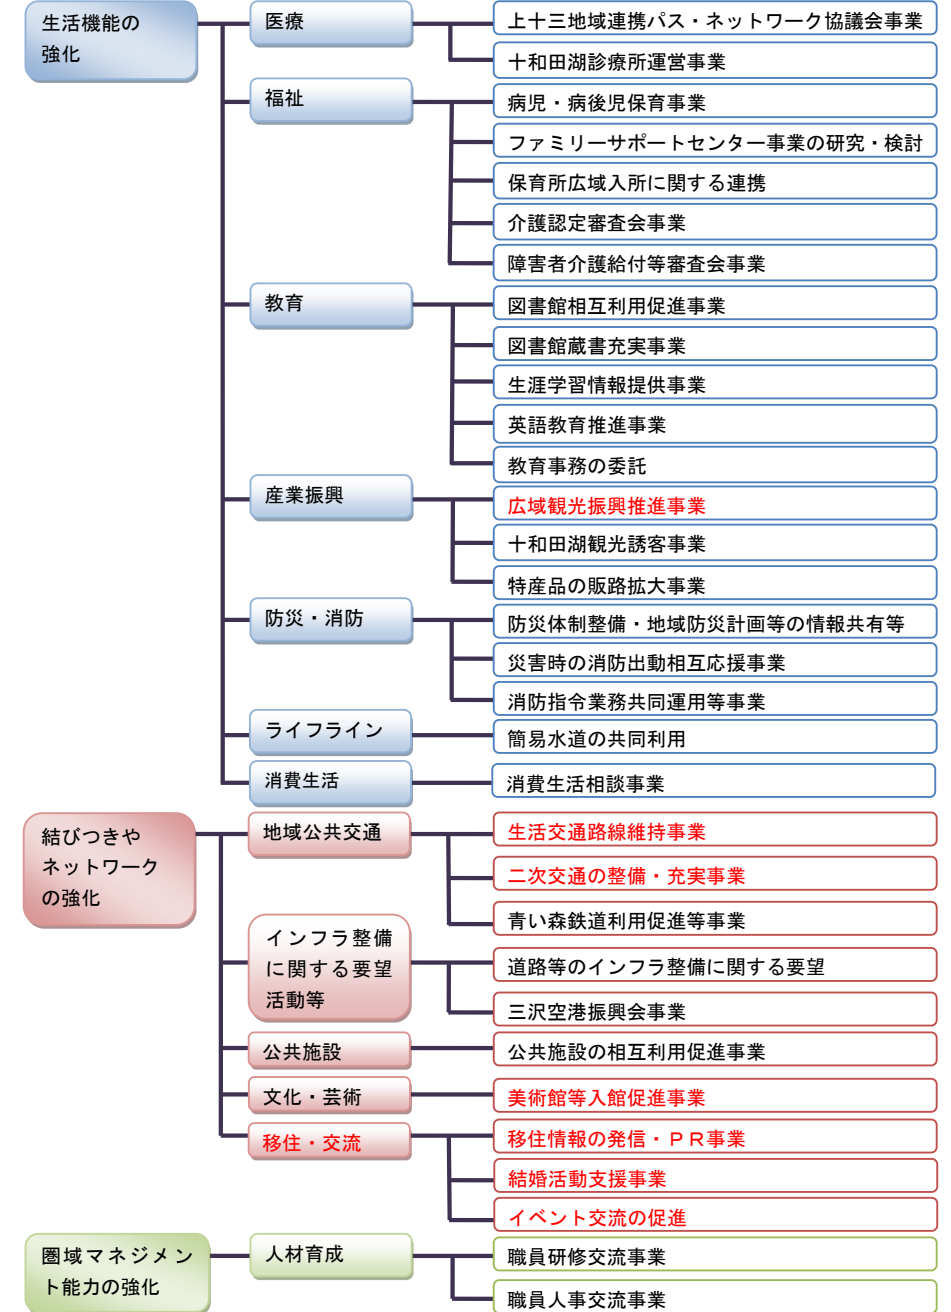 生活機能の
強化
医療
上十三地域連携パス・ネットワーク協議会事業
十和田湖診療所運営事業
福祉
病児・病後児保育事業
ファミリーサポートセンター事業の研究・検討
保育所広域入所に関する連携
介護認定審査会事業
障害者介護給付等審査会事業
教育
図書館相互利用促進事業
図書館蔵書充実事業
生涯学習情報提供事業
英語教育推進事業
教育事務の委託
産業振興
広域観光振興推進事業
十和田湖観光誘客事業
特産品の販路拡大事業
防災・消防
防災体制整備・地域防災計画等の情報共有等
災害時の消防出動相互応援事業
消防指令業務共同運用等事業
ライフライン
簡易水道の共同利用
消費生活
消費生活相談事業
結びつきや
ネットワーク
の強化
地域公共交通
生活交通路線維持事業
二次交通の整備・充実事業
青い森鉄道利用促進等事業
インフラ整備
に関する要望
活動等
道路等のインフラ整備に関する要望
三沢空港振興会事業
公共施設
公共施設の相互利用促進事業
文化・芸術
美術館等入館促進事業
移住・交流
移住情報の発信・ＰＲ事業
結婚活動支援事業
イベント交流の促進
圏域マネジメン
ト能力の強化
人材育成
職員研修交流事業
職員人事交流事業